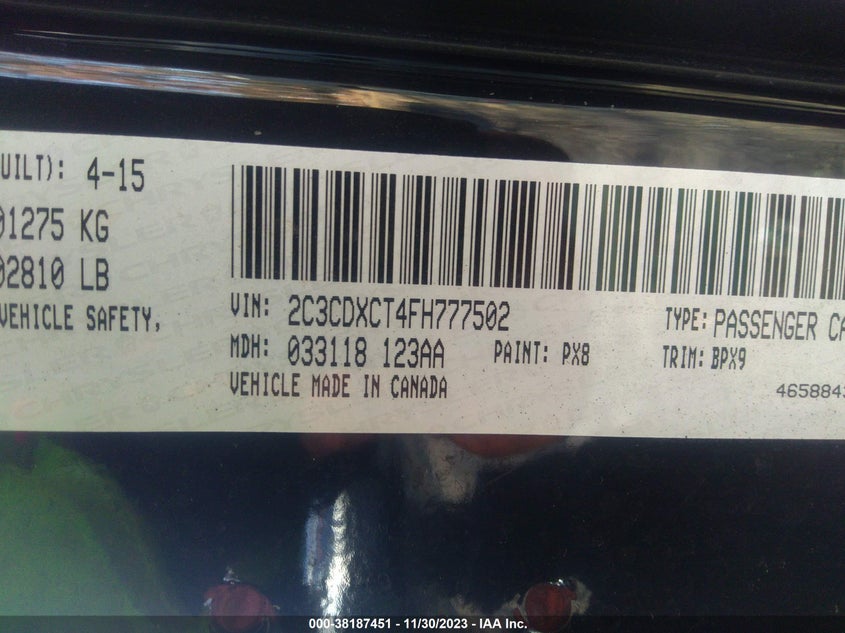 UILT): 4-15
01275 KG
02810 LB
VEHICLE SAFETY,
VIN: 2C3CDXCT4FH777502
TYPE: PASSENGER CA
MDH: 033118 123AA
PAINT: PX8
TRIM: BPX9
VEHICLE MADE IN CANADA
465884
000-38187451 - 11/30/2023 - IAA Inc.